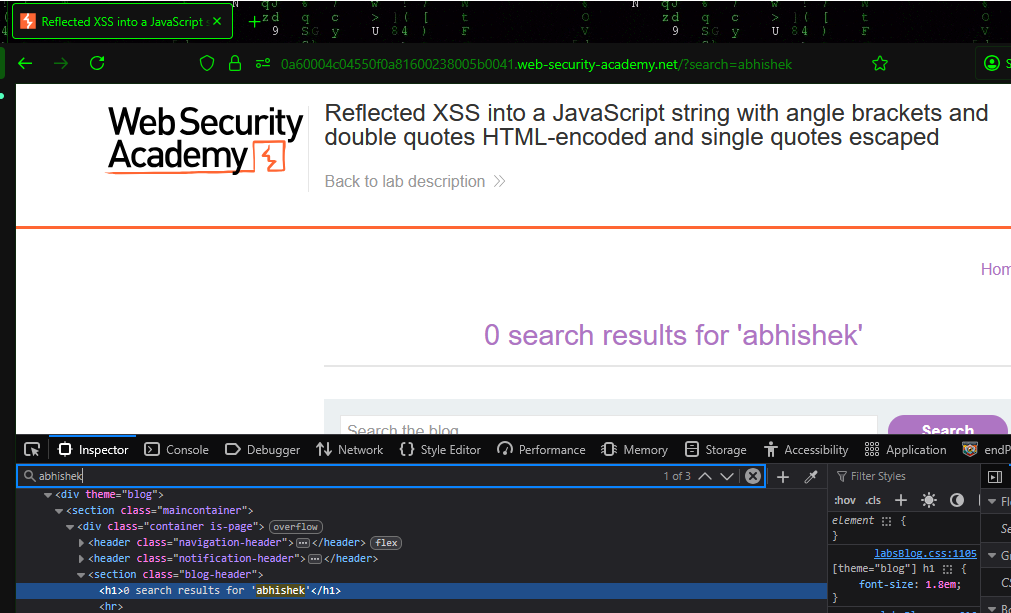 Reflected XSS into a JavaScript s
0a60004c04550f0a81600238005b0041.web-security-academy.net/?search=abhishek
S
WebSecurity
Academy
Reflected XSS into a JavaScript string with angle brackets and
double quotes HTML-encoded and single quotes escaped
Back to lab description
Hom
0 search results for 'abhishek'
Search the blog
Search
Inspector Console Debugger Network {} Style Editor Performance Memory Storage Accessibility Application endP
abhishek 1 of 3 Filter Styles
<div theme="blog">
<section class="maincontainer">
<div class="container is-page"> overflow
<header class="navigation-header"></header> flex
<header class="notification-header"></header>
<section class="blog-header">
<h1>0 search results for 'abhishek'</h1>
<hr>
:hov .cls +
element {
}
labsBlog.css:1105
[theme="blog"] h1 {
font-size: 1.8em;
}
Fl
Se
G
CS
B